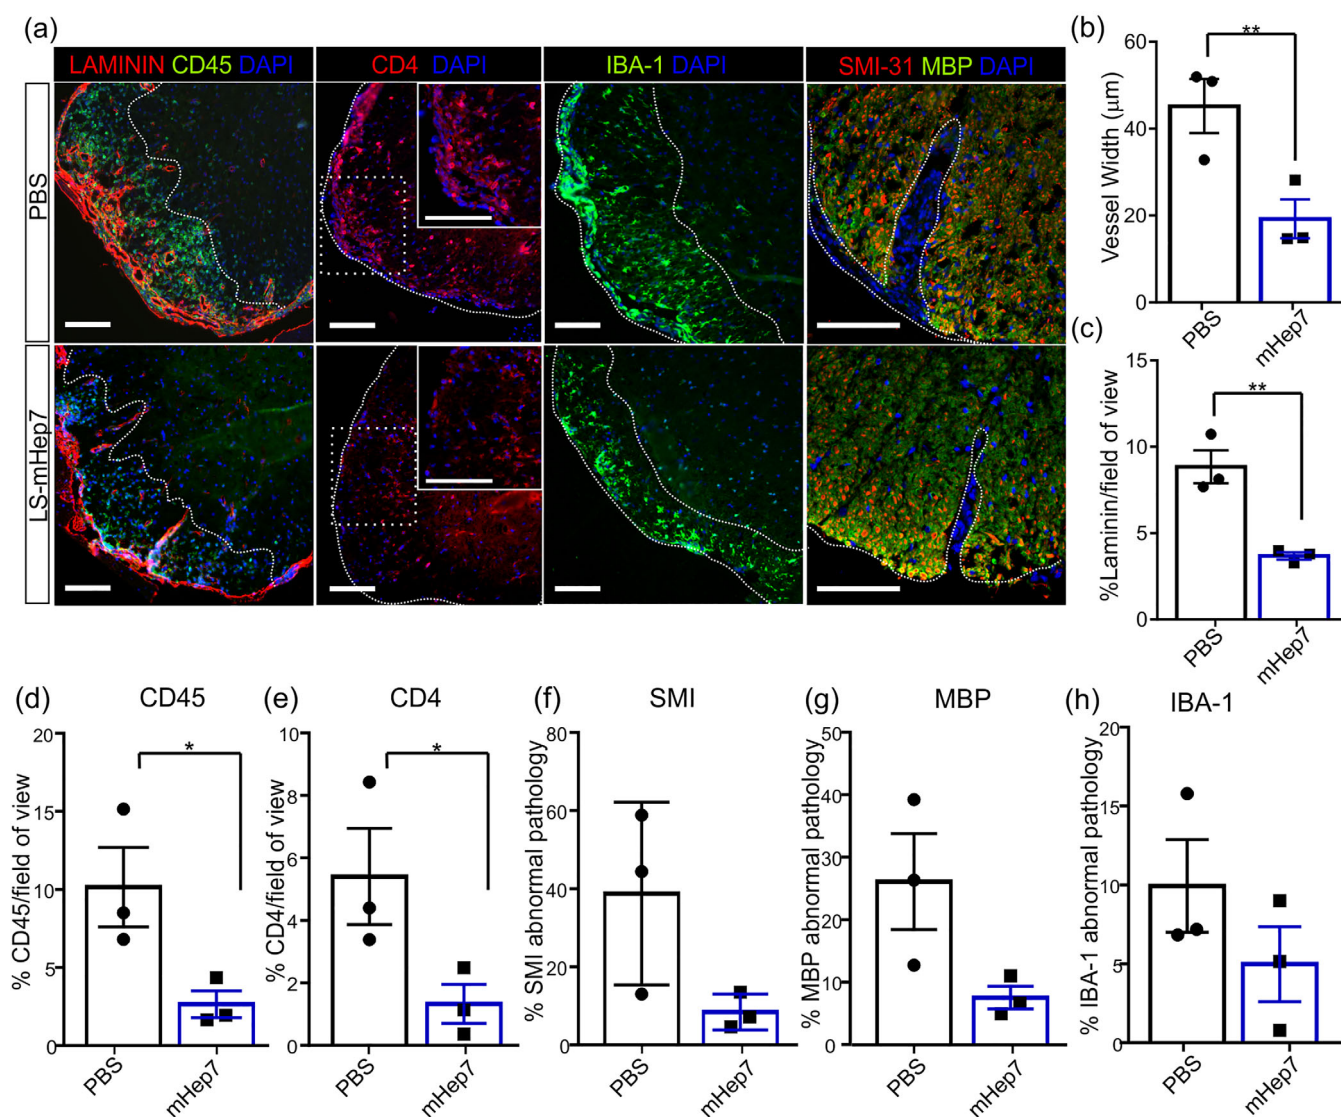 (a)
LAMININ CD45 DAPI
CD4 DAPI
IBA-1 DAPI
SMI-31 MBP DAPI
PBS
LS-mHep7
(b)
**
Vessel Width (µm)
60
40
20
0
PBS
mHep7
(c)
**
%Laminin/field of view
15
10
5
0
PBS
mHep7
(d)
CD45
*
% CD45/field of view
20
15
10
5
0
PBS
mHep7
(e)
CD4
*
% CD4/field of view
10
8
6
4
2
0
PBS
mHep7
(f)
SMI
% SMI abnormal pathology
80
60
40
20
0
PBS
mHep7
(g)
MBP
% MBP abnormal pathology
50
40
30
20
10
0
PBS
mHep7
(h)
IBA-1
% IBA-1 abnormal pathology
20
15
10
5
0
PBS
mHep7